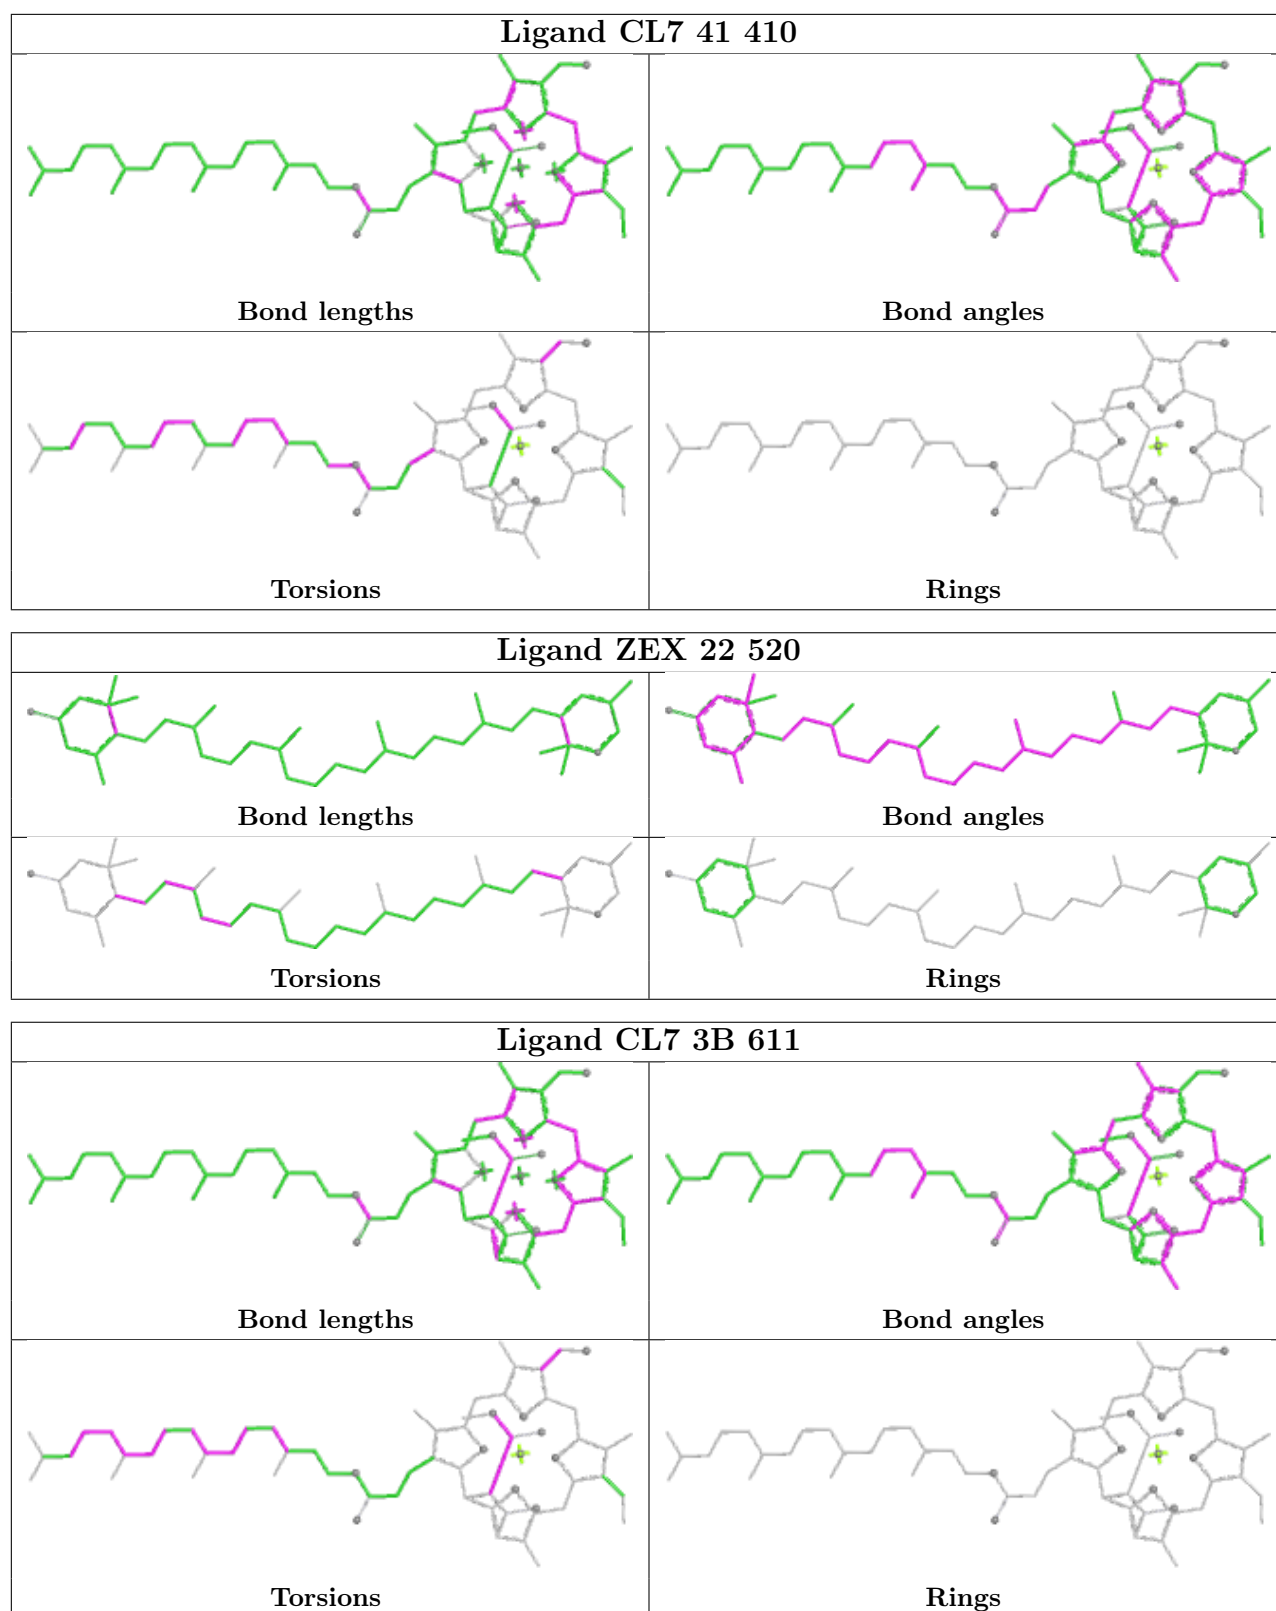 Ligand CL7 41 410
Bond lengths
Bond angles
Torsions
Rings
Ligand ZEX 22 520
Bond lengths
Bond angles
Torsions
Rings
Ligand CL7 3B 611
Bond lengths
Bond angles
Torsions
Rings